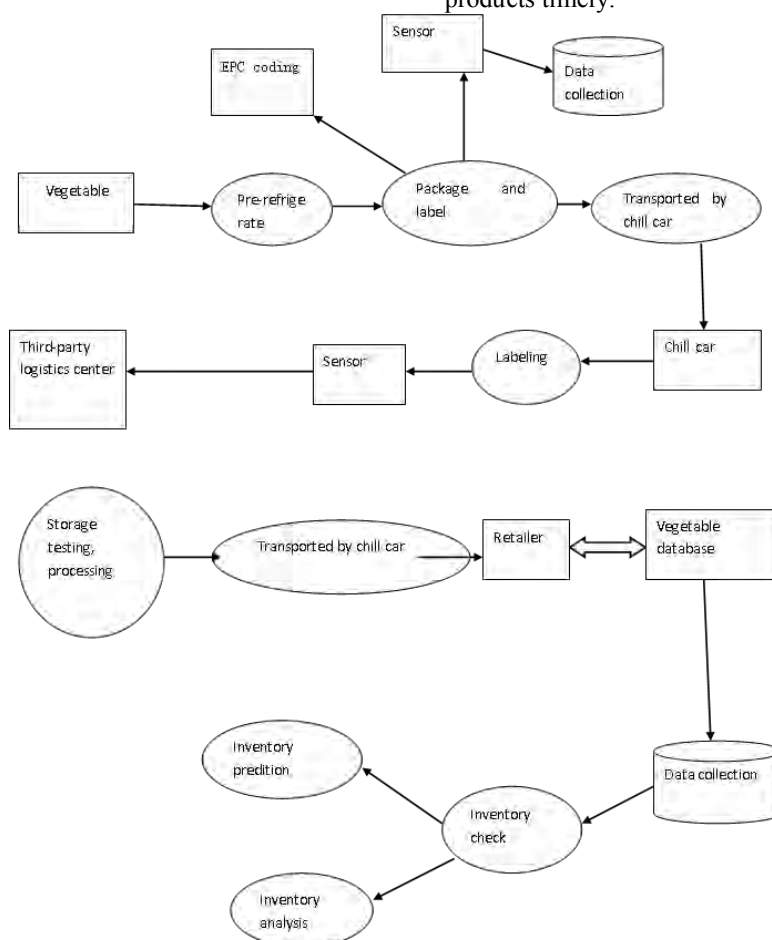 products timely.
Sensor
EPC coding
Data
collection
Vegetable
Pre-refrige
rate
Package and
label
Transported by
chill car
Third-party
logistics center
Sensor
Labeling
Chill car
Storage
testing,
processing
Transported by chill car
Retailer
Vegetable
database
Inventory
predition
Data collection
Inventory
check
Inventory
analysis